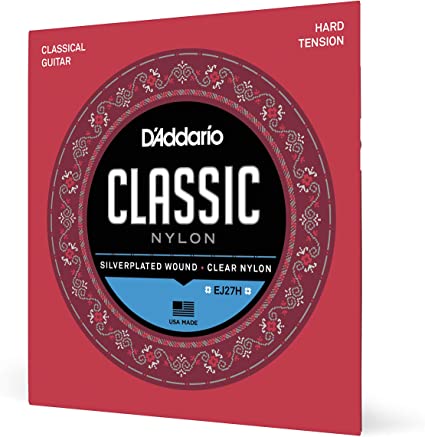 CLASSICAL
GUITAR
HARD
TENSION
D'Addario
CLASSIC
NYLON
SILVERPLATED WOUND • CLEAR NYLON
EJ27H
USA MADE